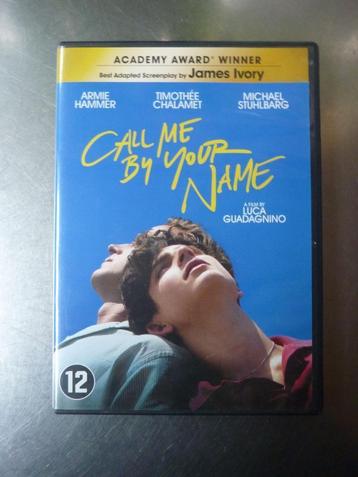 ACADEMY AWARD® WINNER
Best Adapted Screenplay by James Ivory
ARMIE HAMMER
TIMOTHÉE CHALAMET
MICHAEL STUHLBARG
CALL ME
BY YOUR
NAME
A FILM BY
LUCA
GUADAGNINO
12